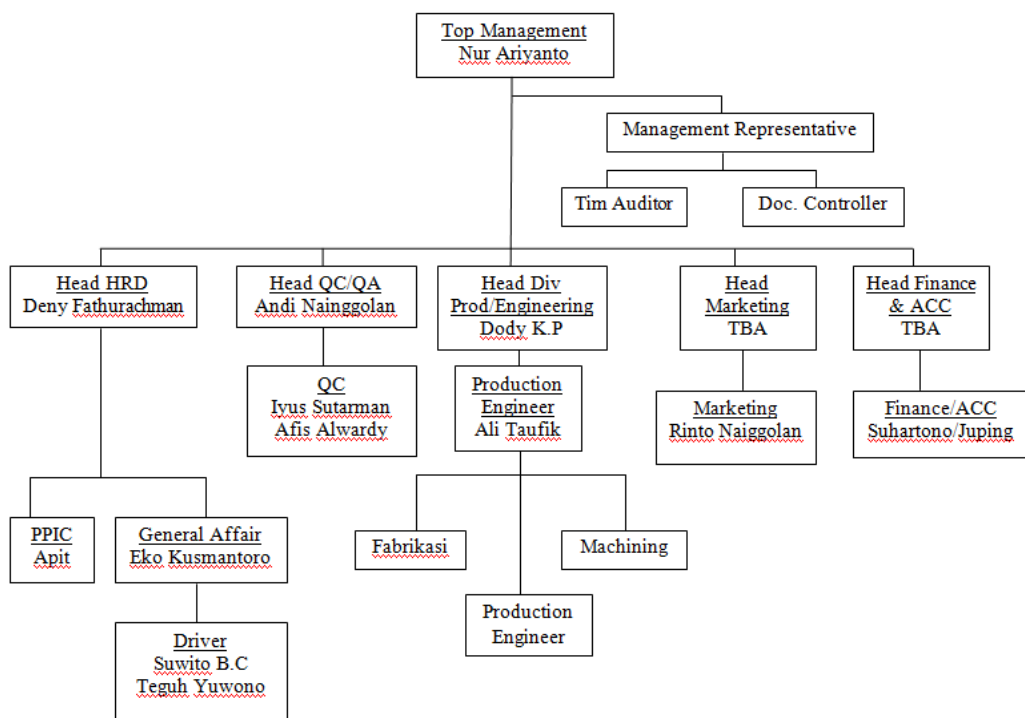 Top Management
Nur Ariyanto
Management Representative
Tim Auditor
Doc. Controller
Head HRD
Deny Fathurachman
Head QC/QA
Andi Nainggolan
Head Div
Prod/Engineering
Dody K.P
Head
Marketing
TBA
Head Finance
& ACC
TBA
QC
Iyus Sutarman
Afis Alwardy
Production
Engineer
Ali Taufik
Marketing
Rinto Naiggolan
Finance/ACC
Suhartono/Juping
PPIC
Apit
General Affair
Eko Kusmantoro
Fabrikasi
Machining
Production
Engineer
Driver
Suwito B.C
Teguh Yuwono